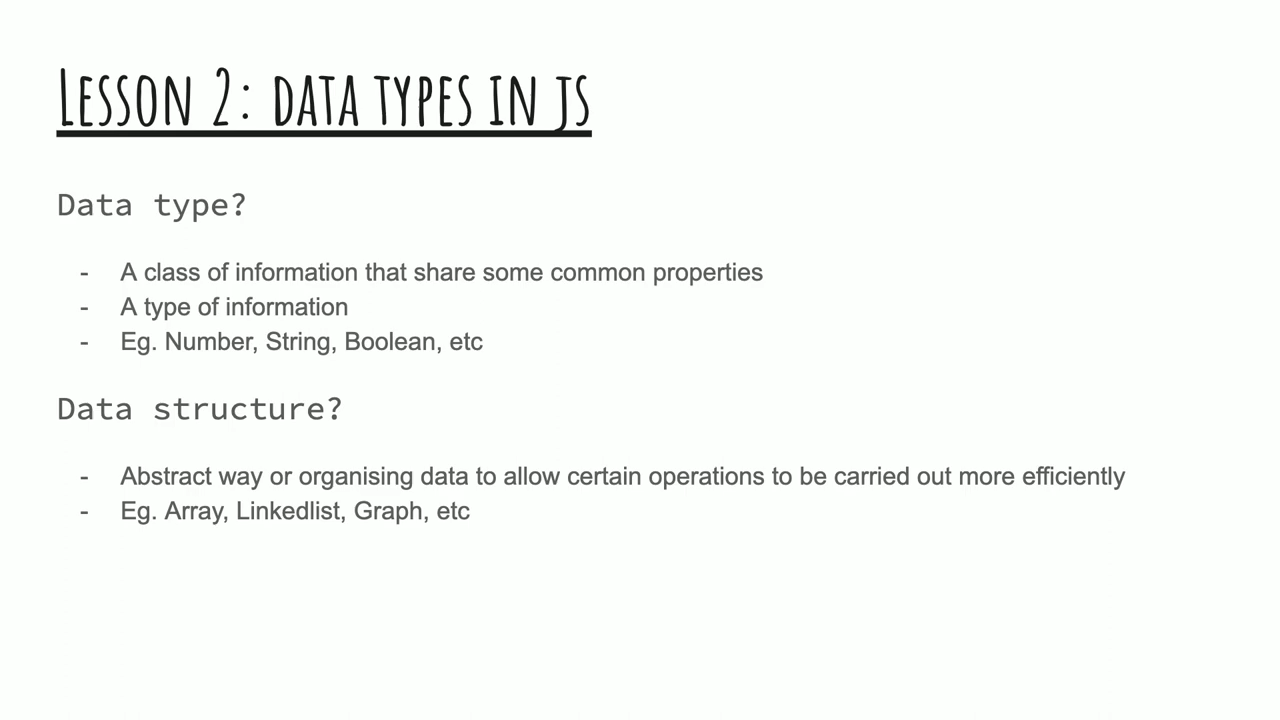 Lesson 2: data types in js
Data type?
- A class of information that share some common properties
- A type of information
- Eg. Number, String, Boolean, etc
Data structure?
- Abstract way or organising data to allow certain operations to be carried out more efficiently
- Eg. Array, Linkedlist, Graph, etc